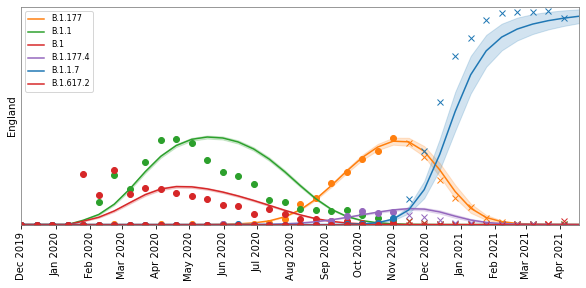 B.1.177
B.1.1
B.1
B.1.177.4
B.1.1.7
B.1.617.2
England
Dec 2019
Jan 2020
Feb 2020
Mar 2020
Apr 2020
May 2020
Jun 2020
Jul 2020
Aug 2020
Sep 2020
Oct 2020
Nov 2020
Dec 2020
Jan 2021
Feb 2021
Mar 2021
Apr 2021